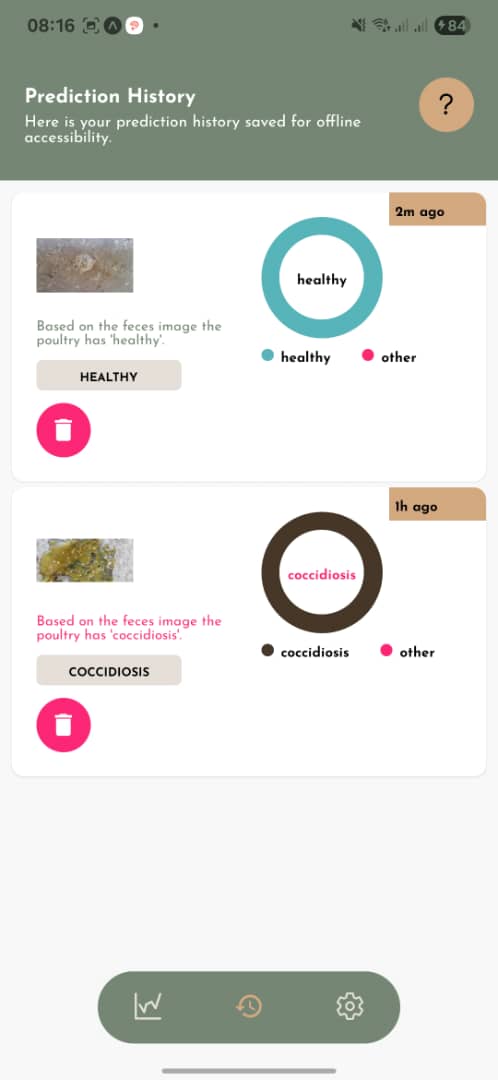 08:16
84
Prediction History
Here is your prediction history saved for offline
accessibility.
?
2m ago
healthy
Based on the feces image the
poultry has 'healthy'.
healthy
other
HEALTHY
1h ago
coccidiosis
Based on the feces image the
poultry has 'coccidiosis'.
coccidiosis
other
COCCIDIOSIS